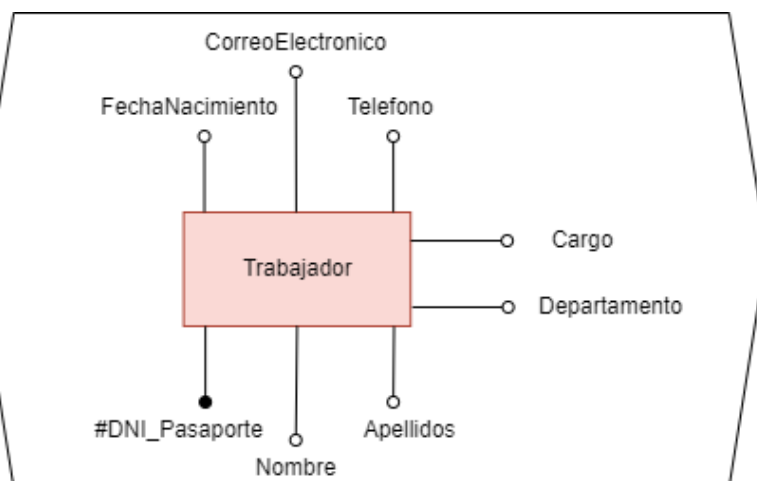 CorreoElectronico
FechaNacimiento
Telefono
Trabajador
Cargo
Departamento
#DNI_Pasaporte
Apellidos
Nombre